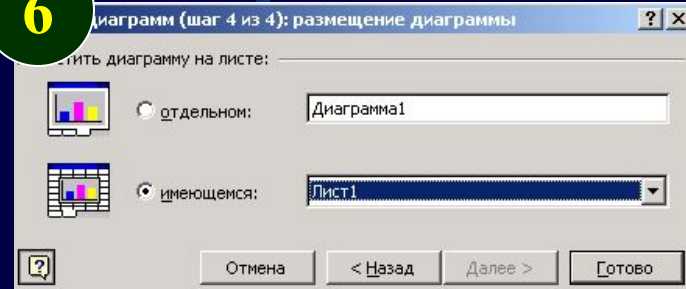 6
диаграмм (шаг 4 из 4): размещение диаграммы
тить диаграмму на листе:
отдельном: Диаграмма1
имеющемся: Лист1
Отмена < Назад Далее > Готово